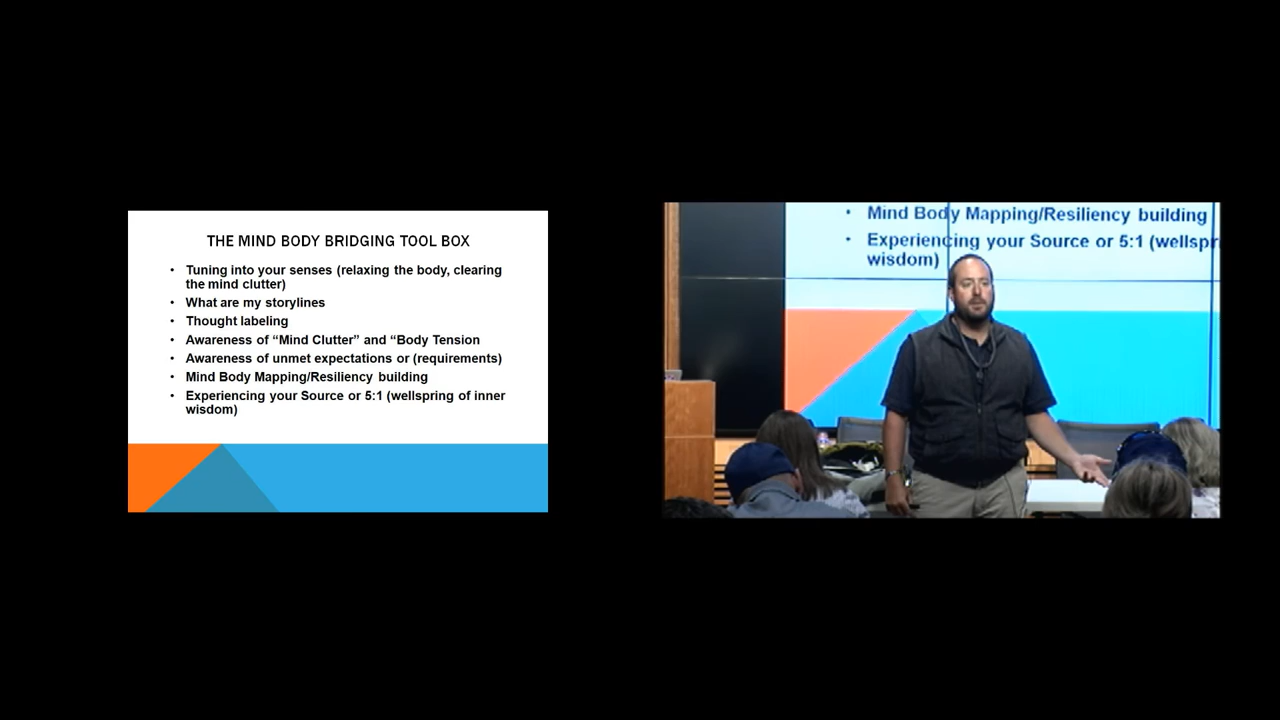 THE MIND BODY BRIDGING TOOL BOX
• Tuning into your senses (relaxing the body, clearing
the mind clutter)
• What are my storylines
• Thought labeling
• Awareness of “Mind Clutter” and “Body Tension
• Awareness of unmet expectations or (requirements)
• Mind Body Mapping/Resiliency building
• Experiencing your Source or 5:1 (wellspring of inner
wisdom)
• Mind Body Mapping/Resiliency building
• Experiencing your Source or 5:1
wisdom)